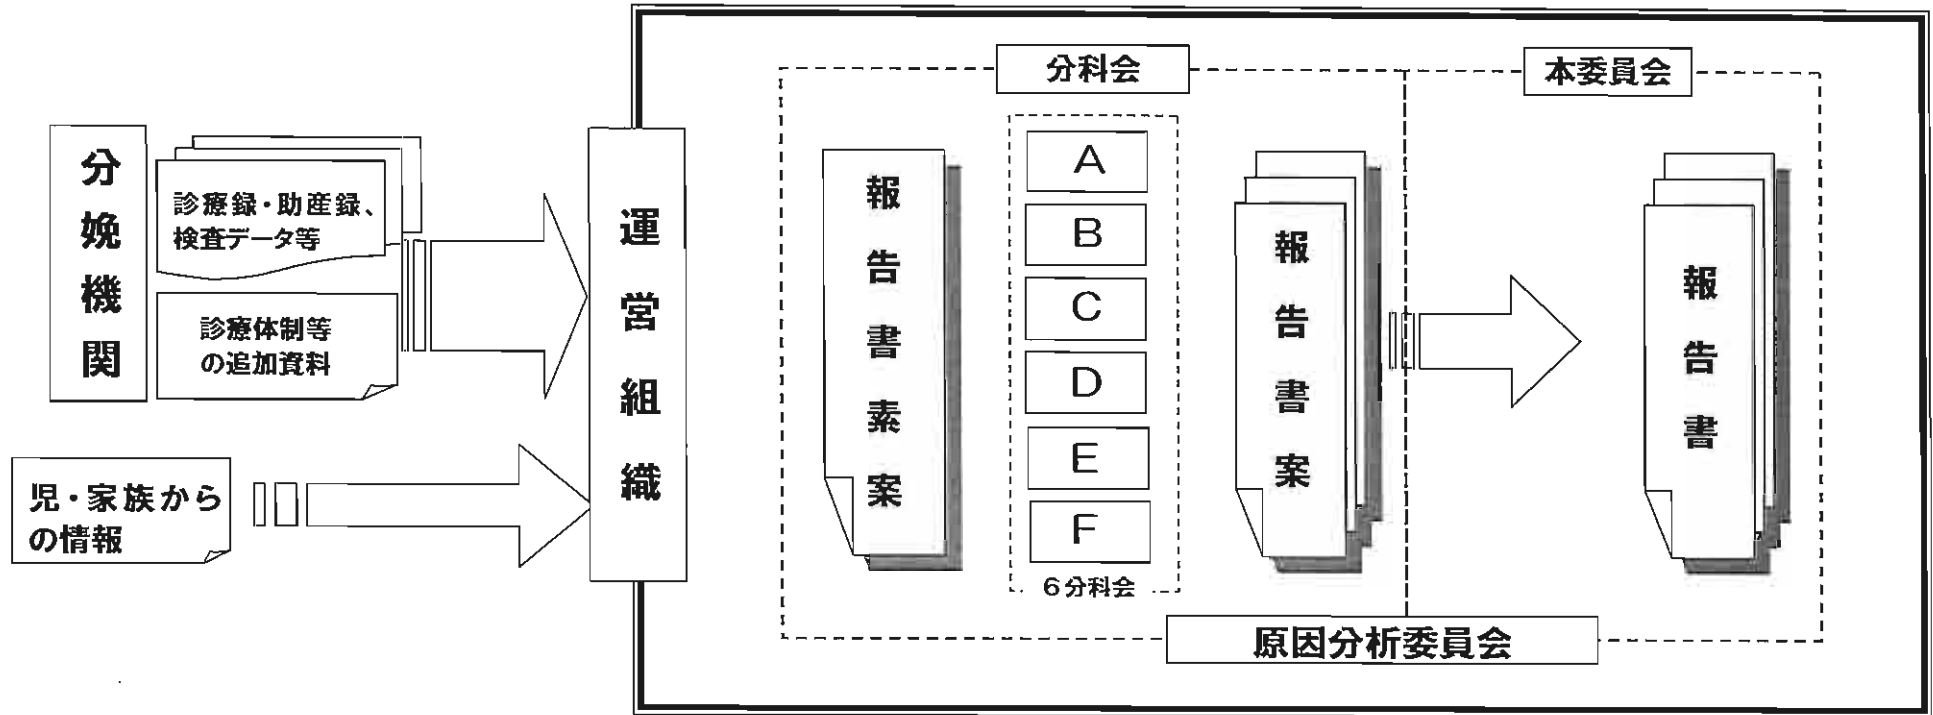 分娩機関
診療録・助産録、
検査データ等
診療体制等
の追加資料
児・家族から
の情報
運営組織
分科会
報告書素案
A
B
C
D
E
F
6分科会
報告書案
本委員会
報告書
原因分析委員会